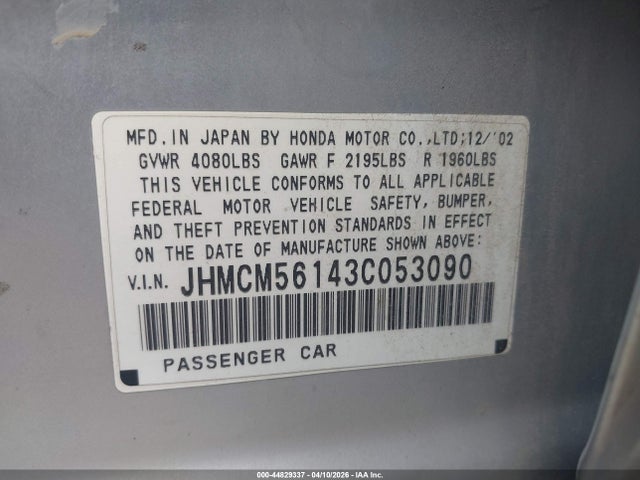 MFD.IN JAPAN BY HONDA MOTOR CO.,LTD;12/'02
GVWR 4080LBS GAWR F 2195LBS R 1960LBS
THIS VEHICLE CONFORMS TO ALL APPLICABLE
FEDERAL MOTOR VEHICLE SAFETY, BUMPER,
AND THEFT PREVENTION STANDARDS IN EFFECT
ON THE DATE OF MANUFACTURE SHOWN ABOVE:
V.I.N. JHMCM56143C053090
PASSENGER CAR
000-44829337 - 04/10/2026 - IAA Inc.